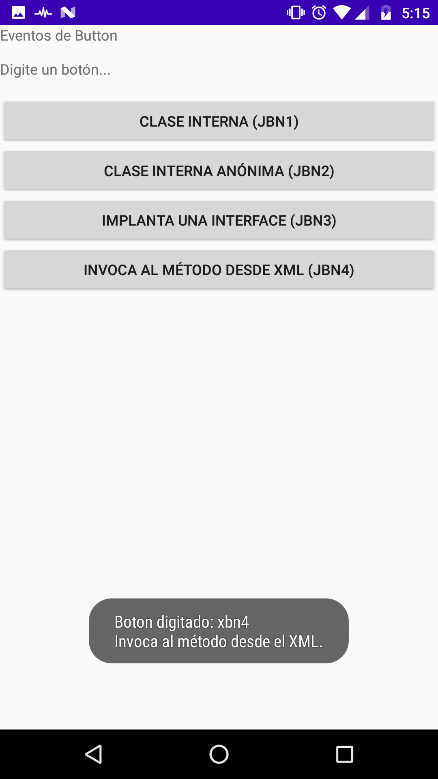 5:15
Eventos de Button
Digite un botón...
CLASE INTERNA (JBN1)
CLASE INTERNA ANÓNIMA (JBN2)
IMPLANTA UNA INTERFACE (JBN3)
INVOCA AL MÉTODO DESDE XML (JBN4)
Boton digitado: xbn4
Invoca al método desde el XML.